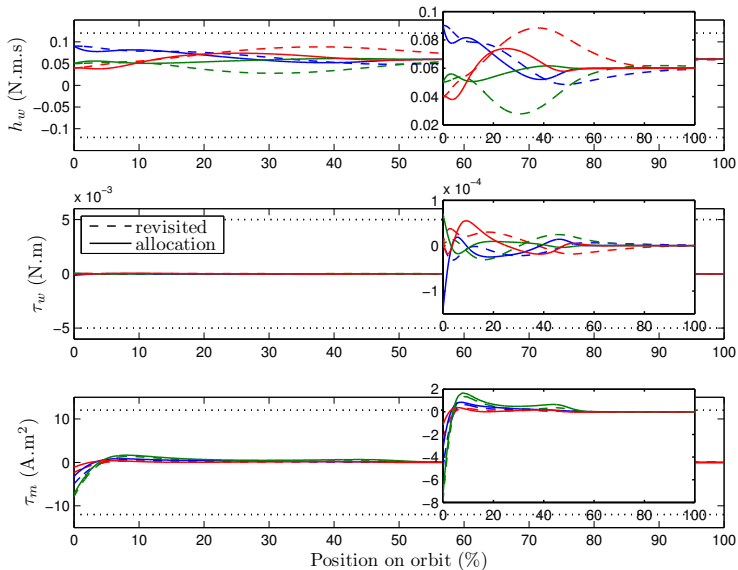 0.1
0.05
0
−0.05
−0.1
h_w (N.m.s)
0 10 20 30 40 50 60 70 80 90 100
0.1
0.08
0.06
0.04
0.02
0 20 40 60 80 100
x 10^−3
5
0
−5
τ_w (N.m)
revisited
allocation
0 10 20 30 40 50 60 70 80 90 100
x 10^−4
1
0
−1
0 20 40 60 80 100
10
0
−10
τ_m (A.m²)
0 10 20 30 40 50 60 70 80 90 100
2
0
−2
−4
−6
−8
0 20 40 60 80 100
Position on orbit (%)